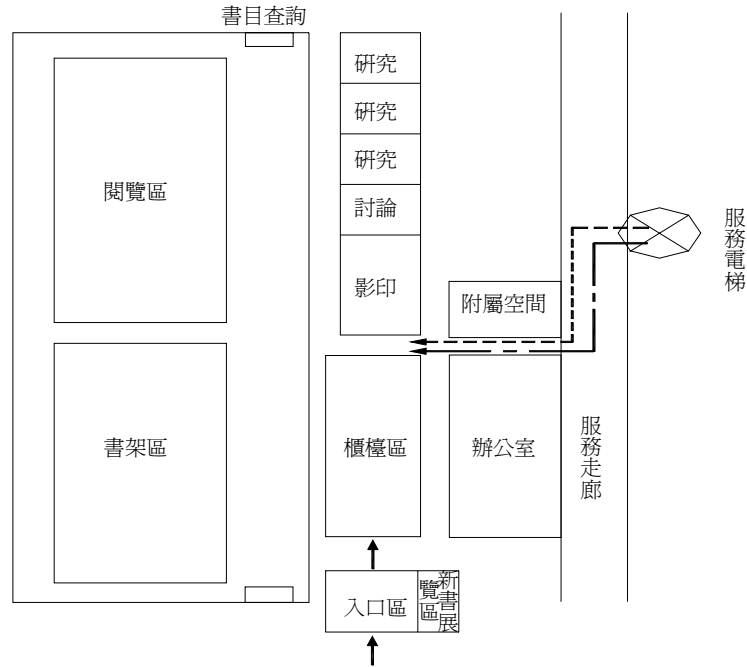 書目查詢
研究
研究
研究
討論
影印
閱覽區
書架區
附屬空間
櫃檯區
辦公室
入口區
新書展
覽區
服務走廊
服務電梯